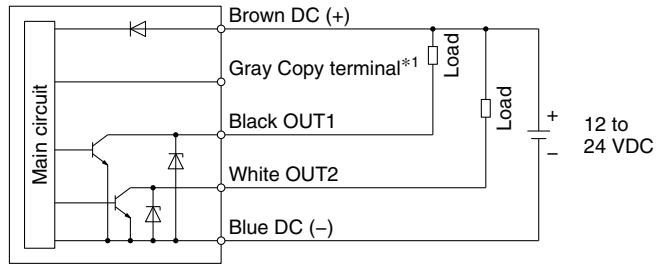 Brown DC (+)
Gray Copy terminal*1
Black OUT1
White OUT2
Blue DC (−)
Main circuit
Load
Load
+
−
12 to
24 VDC